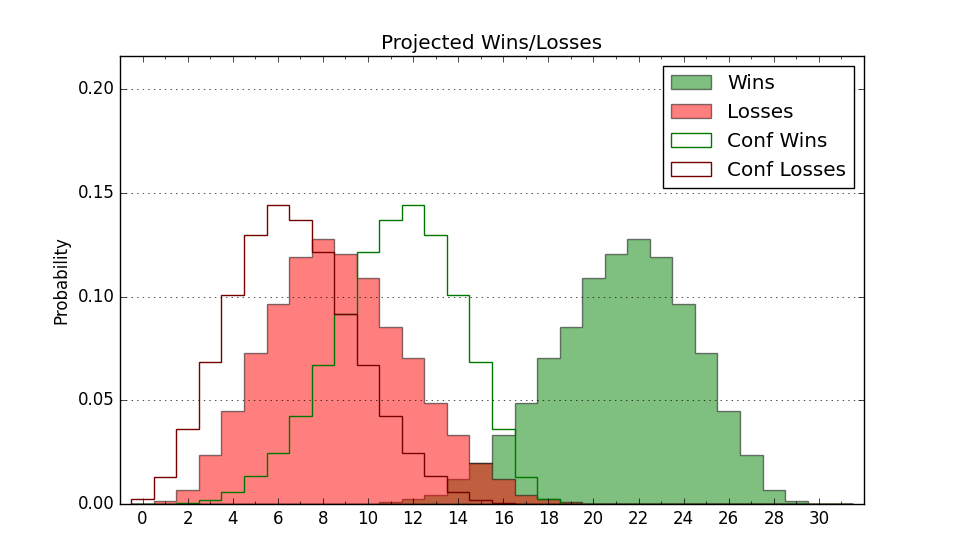 Projected Wins/Losses
0.20
0.15
0.10
0.05
0.00
Probability
Wins
Losses
Conf Wins
Conf Losses
0 2 4 6 8 10 12 14 16 18 20 22 24 26 28 30